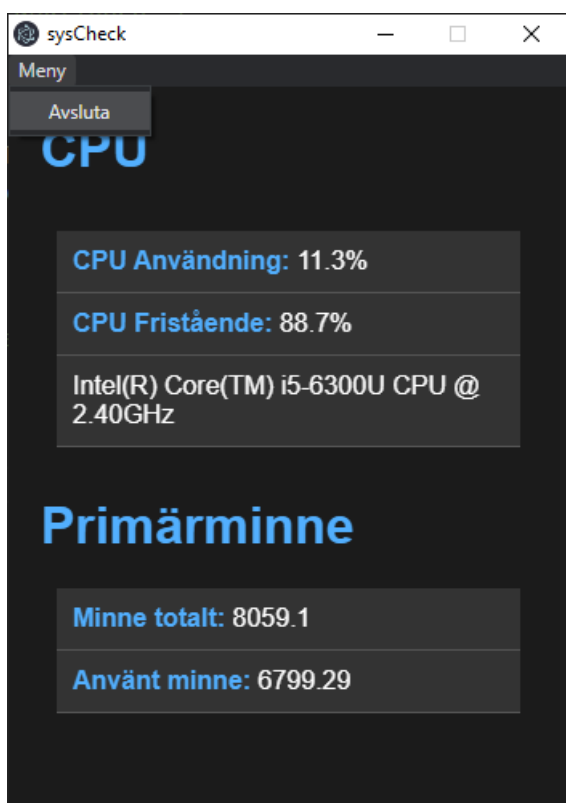 sysCheck
Meny
Avsluta
CPU
CPU Användning: 11.3%
CPU Fristående: 88.7%
Intel(R) Core(TM) i5-6300U CPU @
2.40GHz
Primärminne
Minne totalt: 8059.1
Använt minne: 6799.29